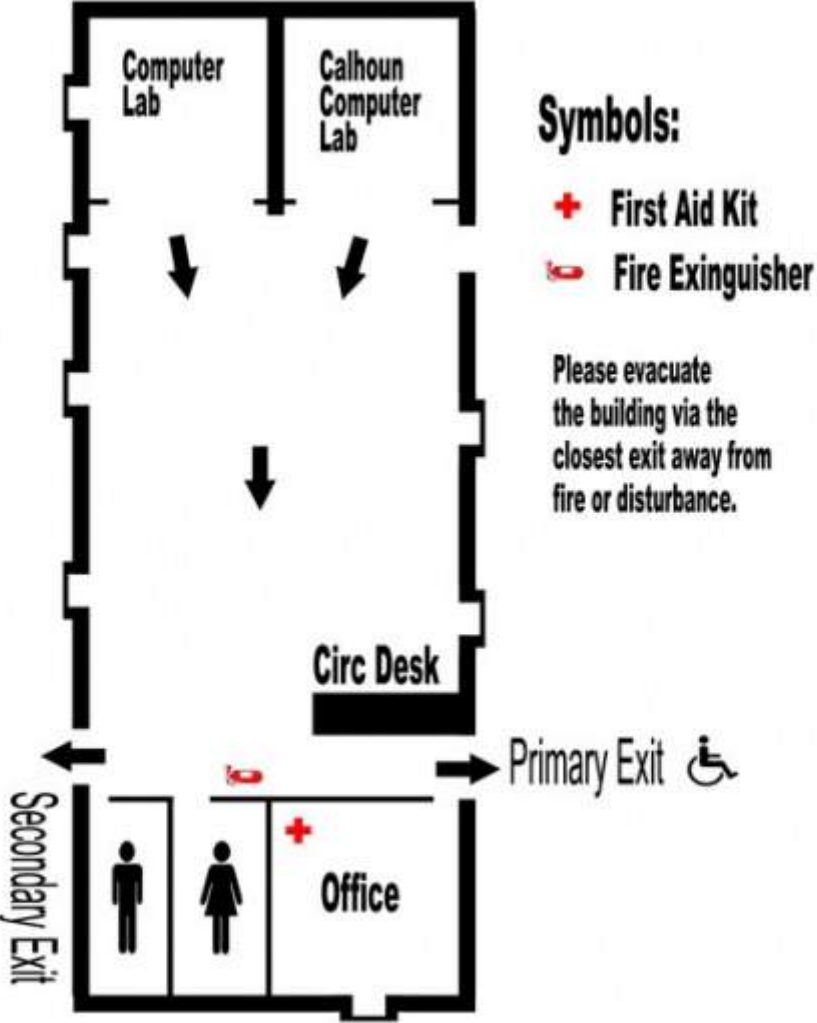 Computer
Lab
Calhoun
Computer
Lab
Symbols:
First Aid Kit
Fire Exinguisher
Please evacuate
the building via the
closest exit away from
fire or disturbance.
Circ Desk
Primary Exit
Secondary Exit
Office